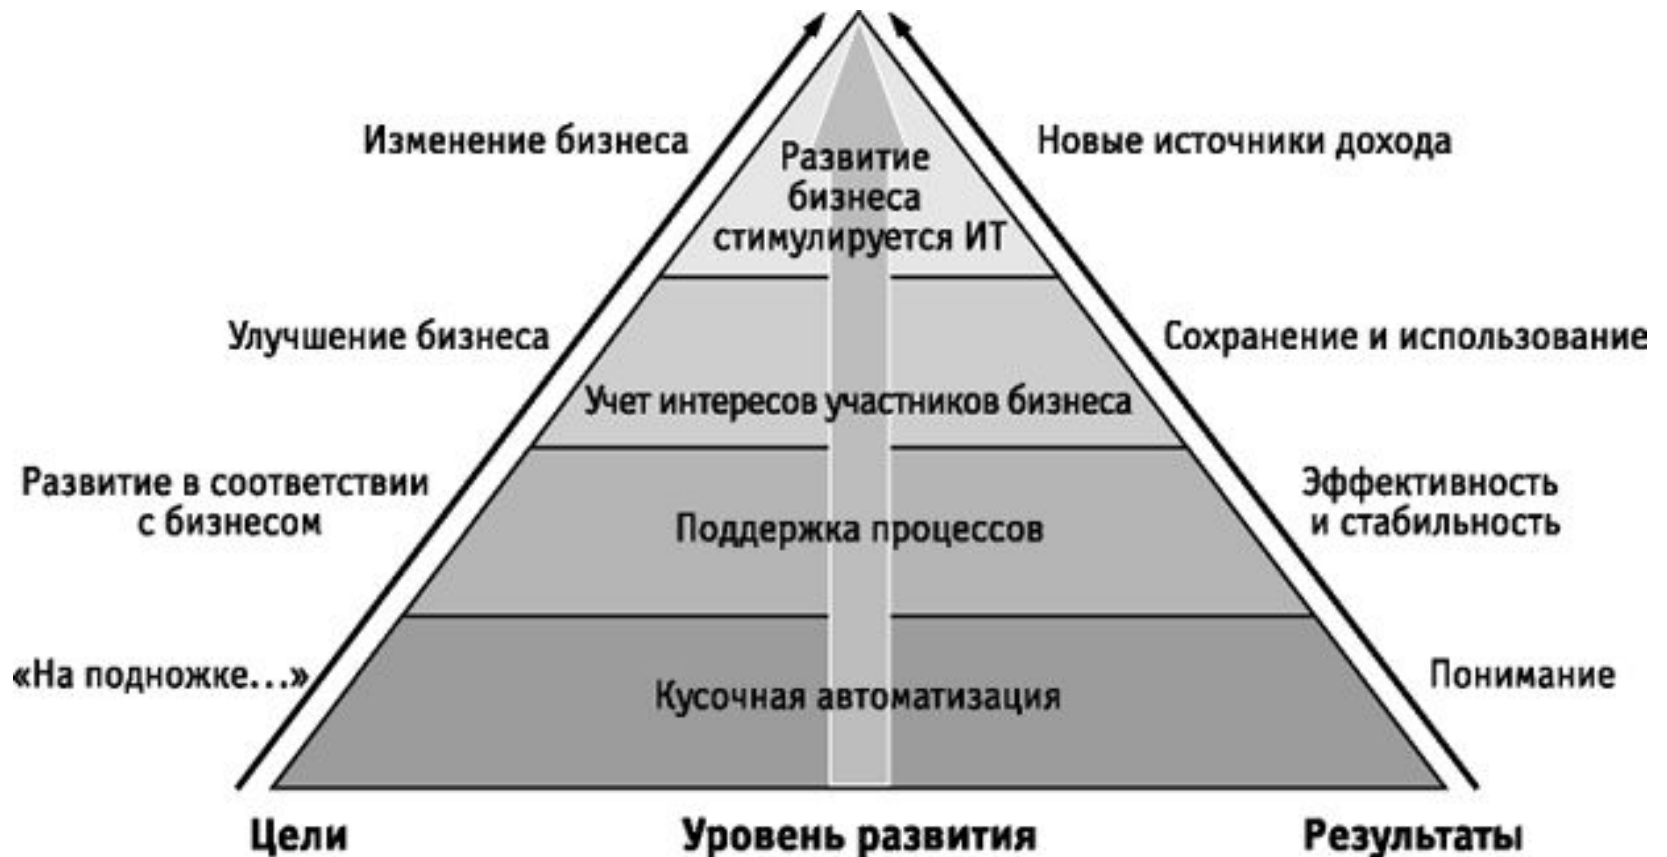 Изменение бизнеса
Развитие
бизнеса
стимулируется ИТ
Новые источники дохода
Улучшение бизнеса
Учет интересов участников бизнеса
Сохранение и использование
Развитие в соответствии
с бизнесом
Поддержка процессов
Эффективность
и стабильность
«На подножке...»
Кусочная автоматизация
Понимание
Цели
Уровень развития
Результаты